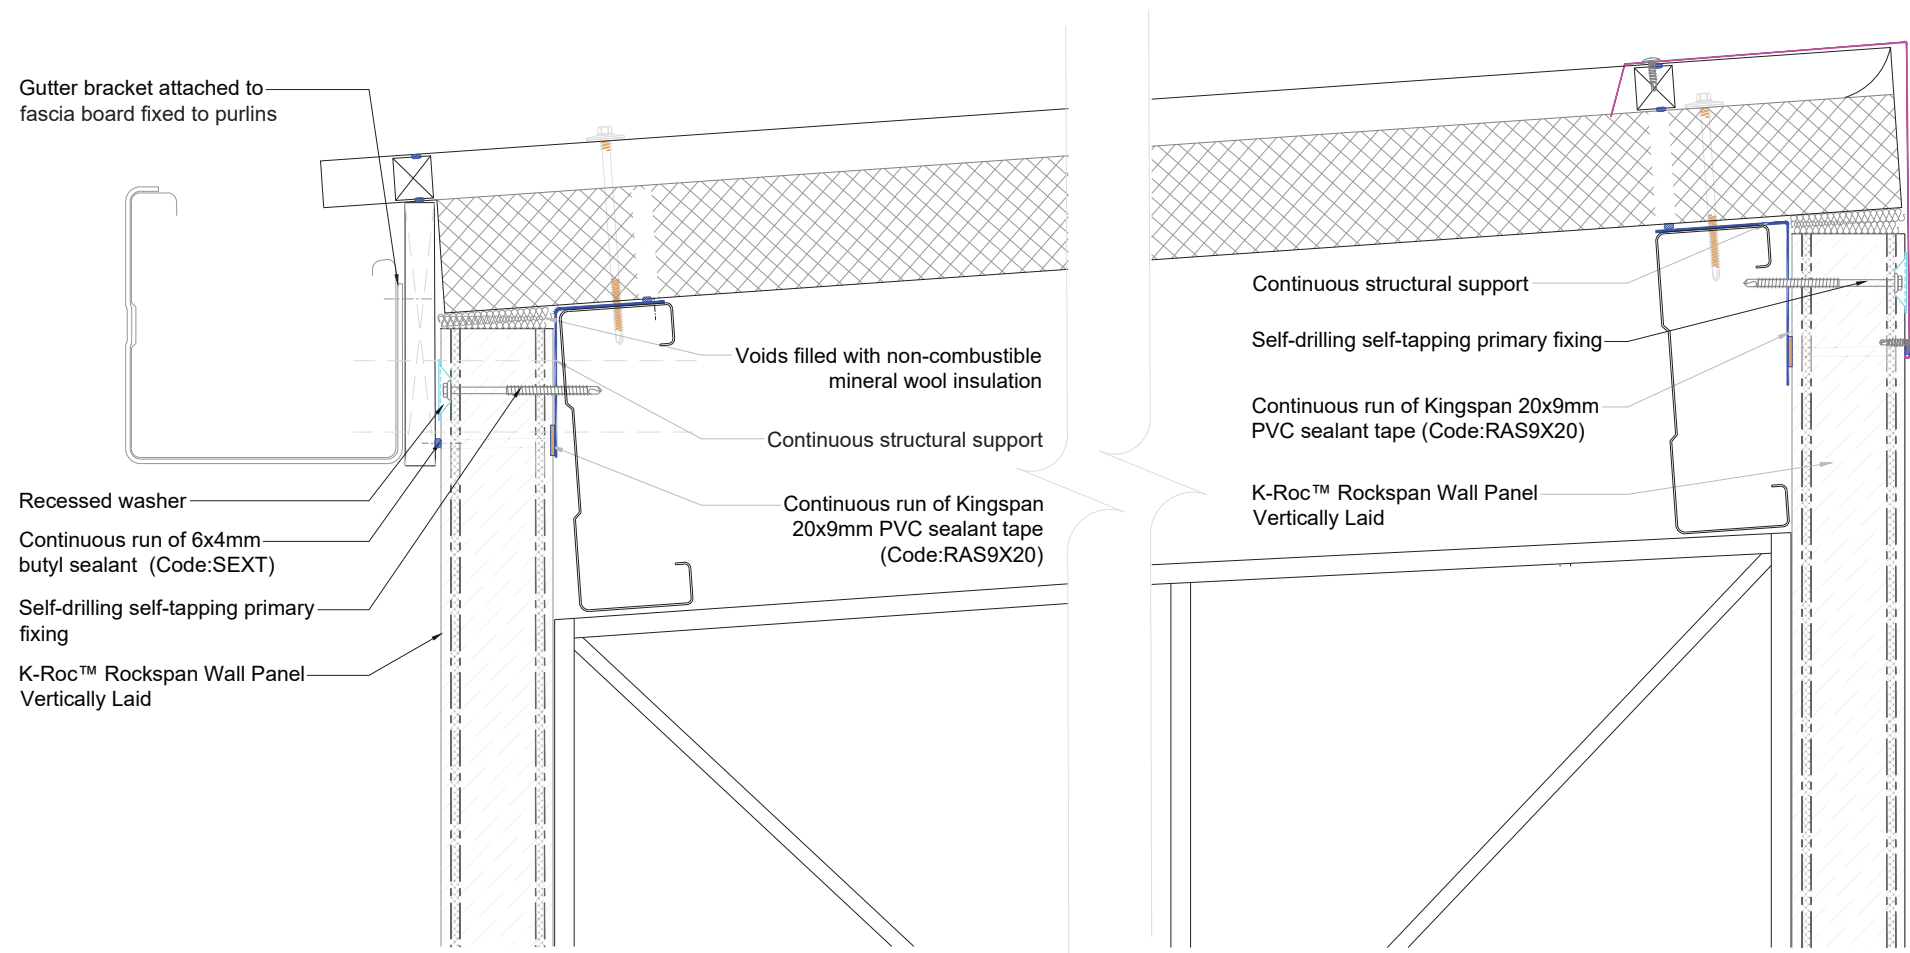 Gutter bracket attached to
fascia board fixed to purlins
Recessed washer
Continuous run of 6x4mm
butyl sealant (Code:SEXT)
Self-drilling self-tapping primary
fixing
K-Roc™ Rockspan Wall Panel
Vertically Laid
Voids filled with non-combustible
mineral wool insulation
Continuous structural support
Continuous run of Kingspan
20x9mm PVC sealant tape
(Code:RAS9X20)
Continuous structural support
Self-drilling self-tapping primary fixing
Continuous run of Kingspan 20x9mm
PVC sealant tape (Code:RAS9X20)
K-Roc™ Rockspan Wall Panel
Vertically Laid